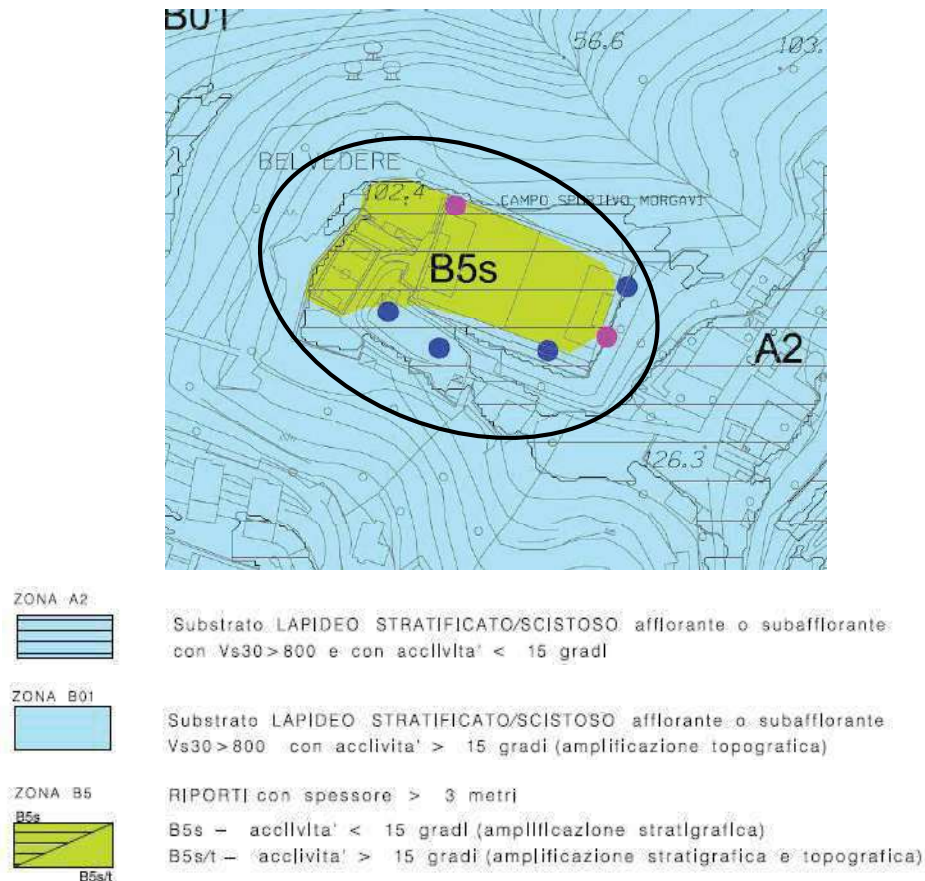 B01
56.6
103.
BELVEDERE
102.4
CAMPO SPORTIVO MORGAVI
B5s
A2
126.3
ZONA A2
Substrato LAPIDEO STRATIFICATO/SCISTOSO affiorante o subaffiorante
con Vs30>800 e con acclivita' < 15 gradi
ZONA B01
Substrato LAPIDEO STRATIFICATO/SCISTOSO affiorante o subaffiorante
Vs30>800 con acclivita' > 15 gradi (amplificazione topografica)
ZONA B5
RIPORTI con spessore > 3 metri
B5s
B5s – acclivita' < 15 gradi (amplificazione stratigrafica)
B5s/t – acclivita' > 15 gradi (amplificazione stratigrafica e topografica)
B5s/t